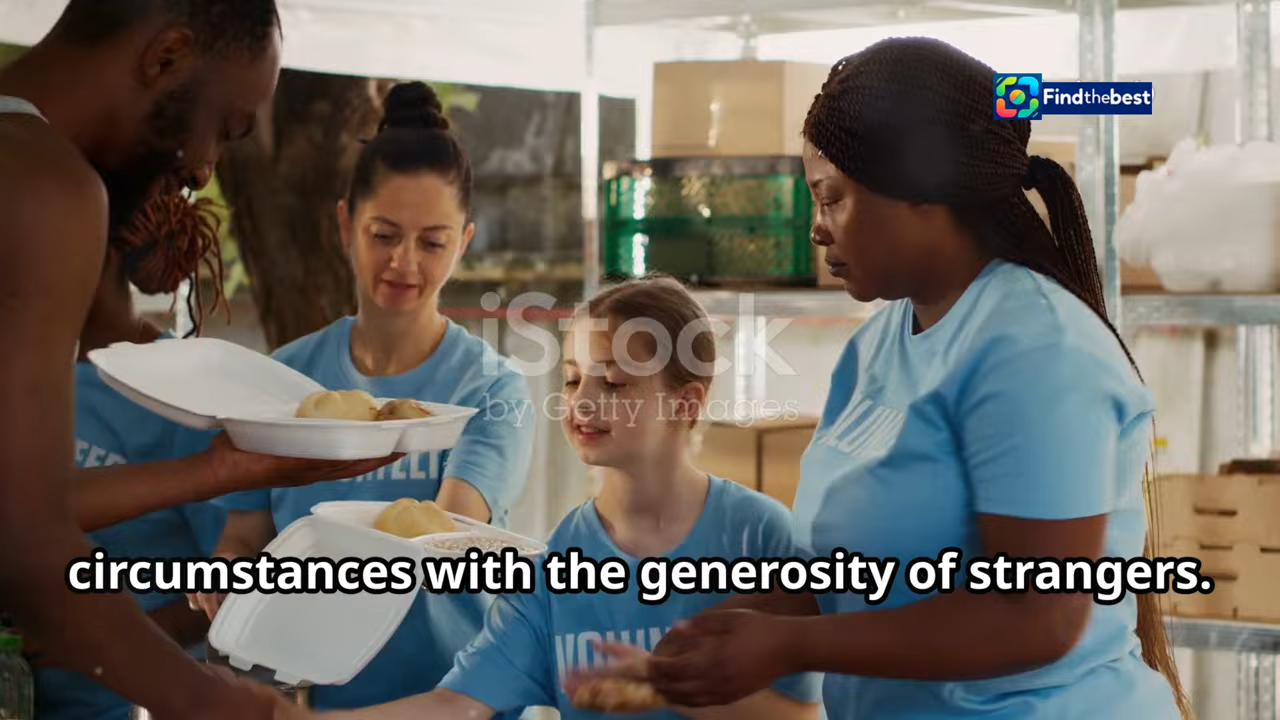 Findthebest
iStock
by Getty Images
circumstances with the generosity of strangers.